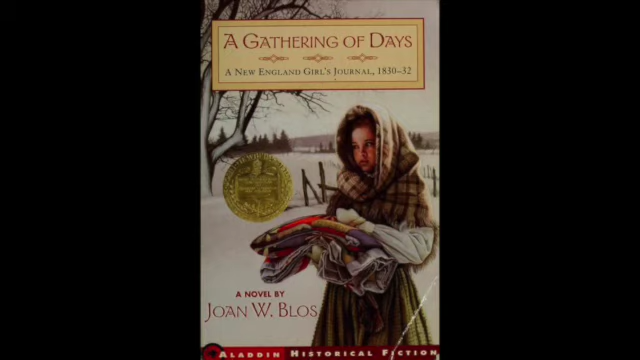 A GATHERING OF DAYS
A NEW ENGLAND GIRL'S JOURNAL, 1830–32
A NOVEL BY
JOAN W. BLOS
ALADDIN HISTORICAL FICTION